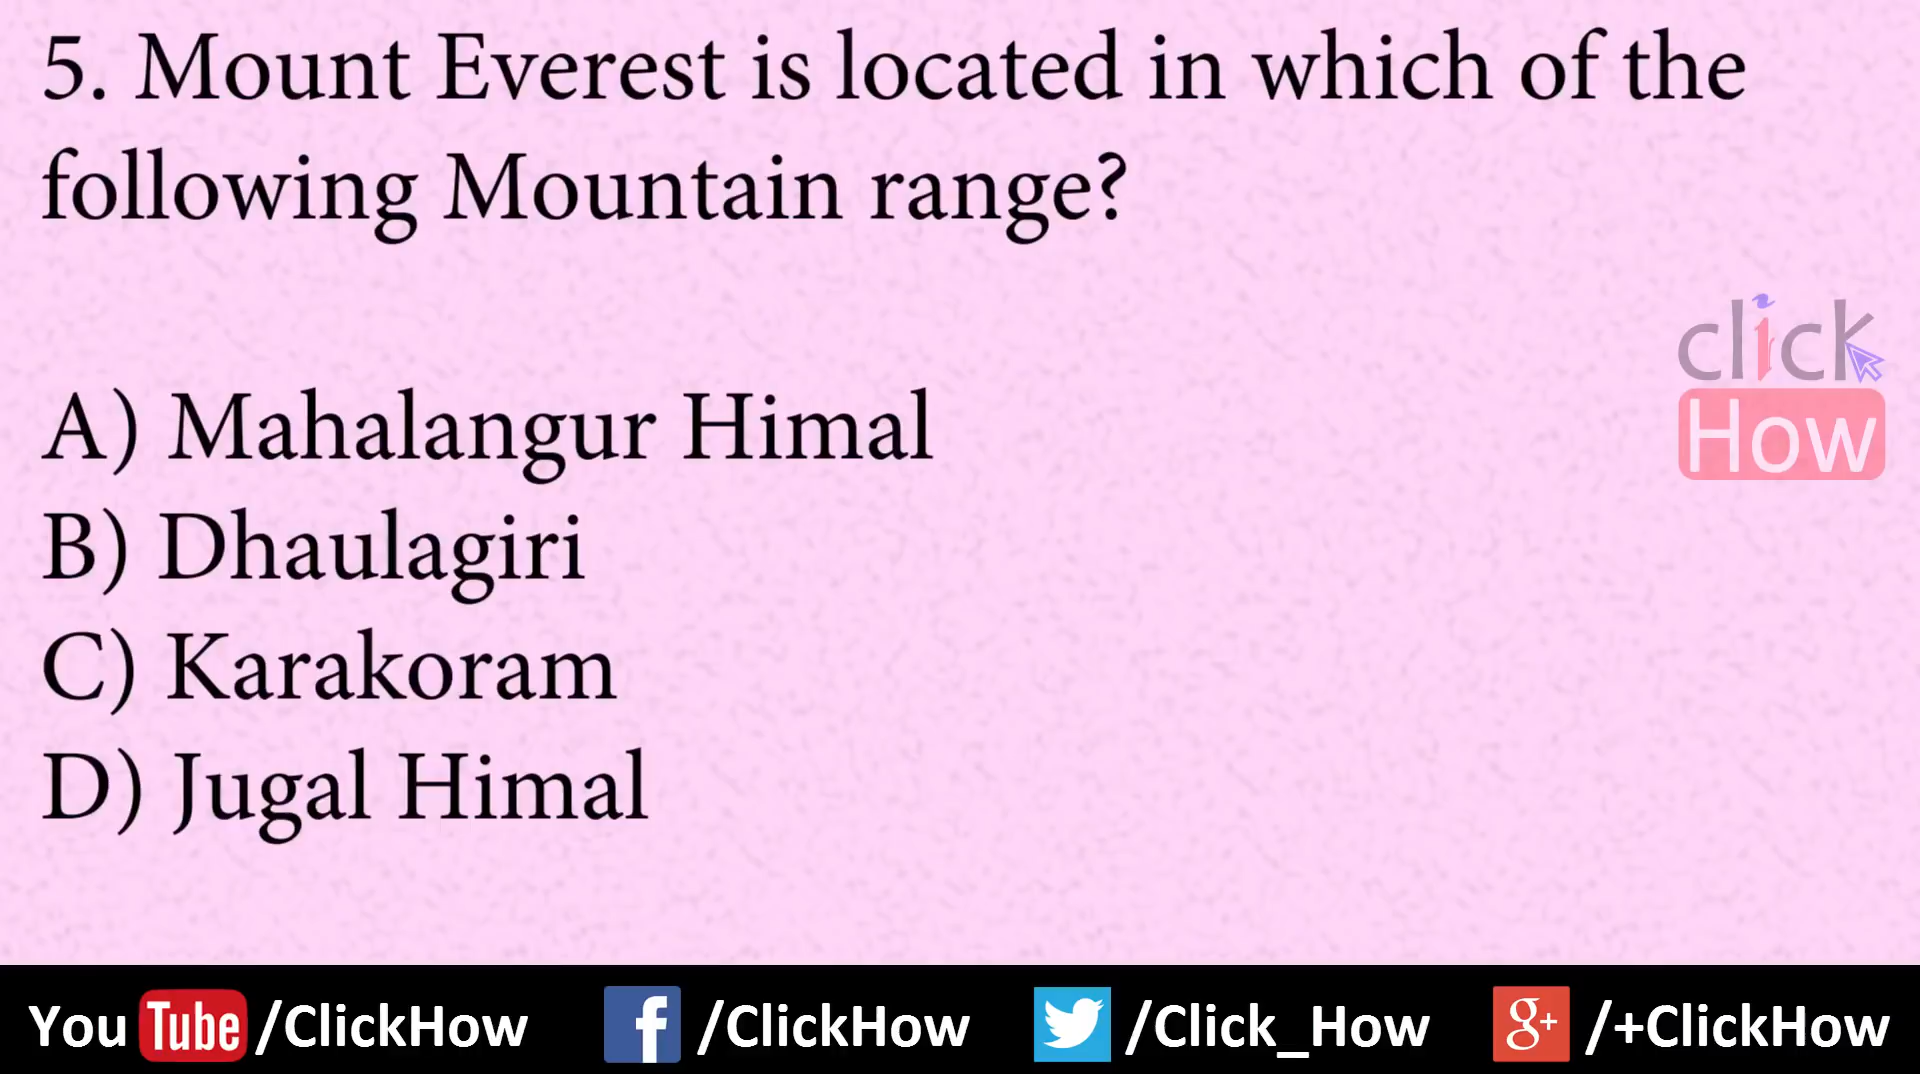 5. Mount Everest is located in which of the
following Mountain range?
click
How
A) Mahalangur Himal
B) Dhaulagiri
C) Karakoram
D) Jugal Himal
You Tube /ClickHow f /ClickHow /Click_How g+ /+ClickHow